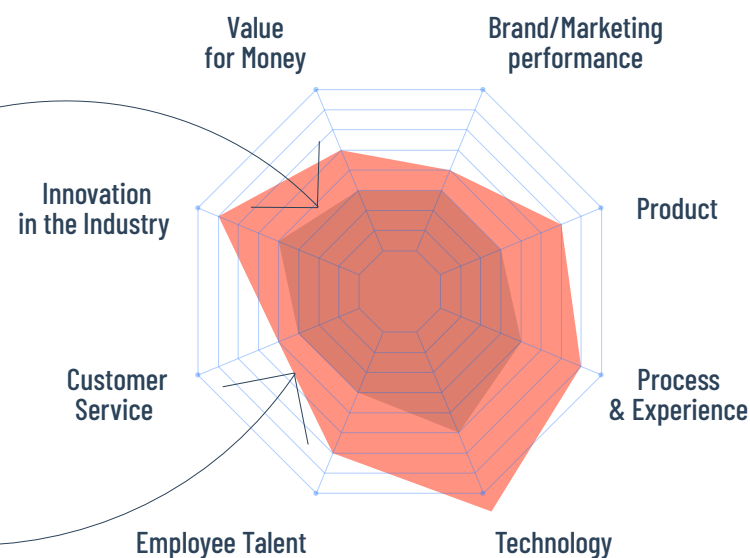 Value
for Money
Brand/Marketing
performance
Innovation
in the Industry
Product
Customer
Service
Process
& Experience
Employee Talent
Technology